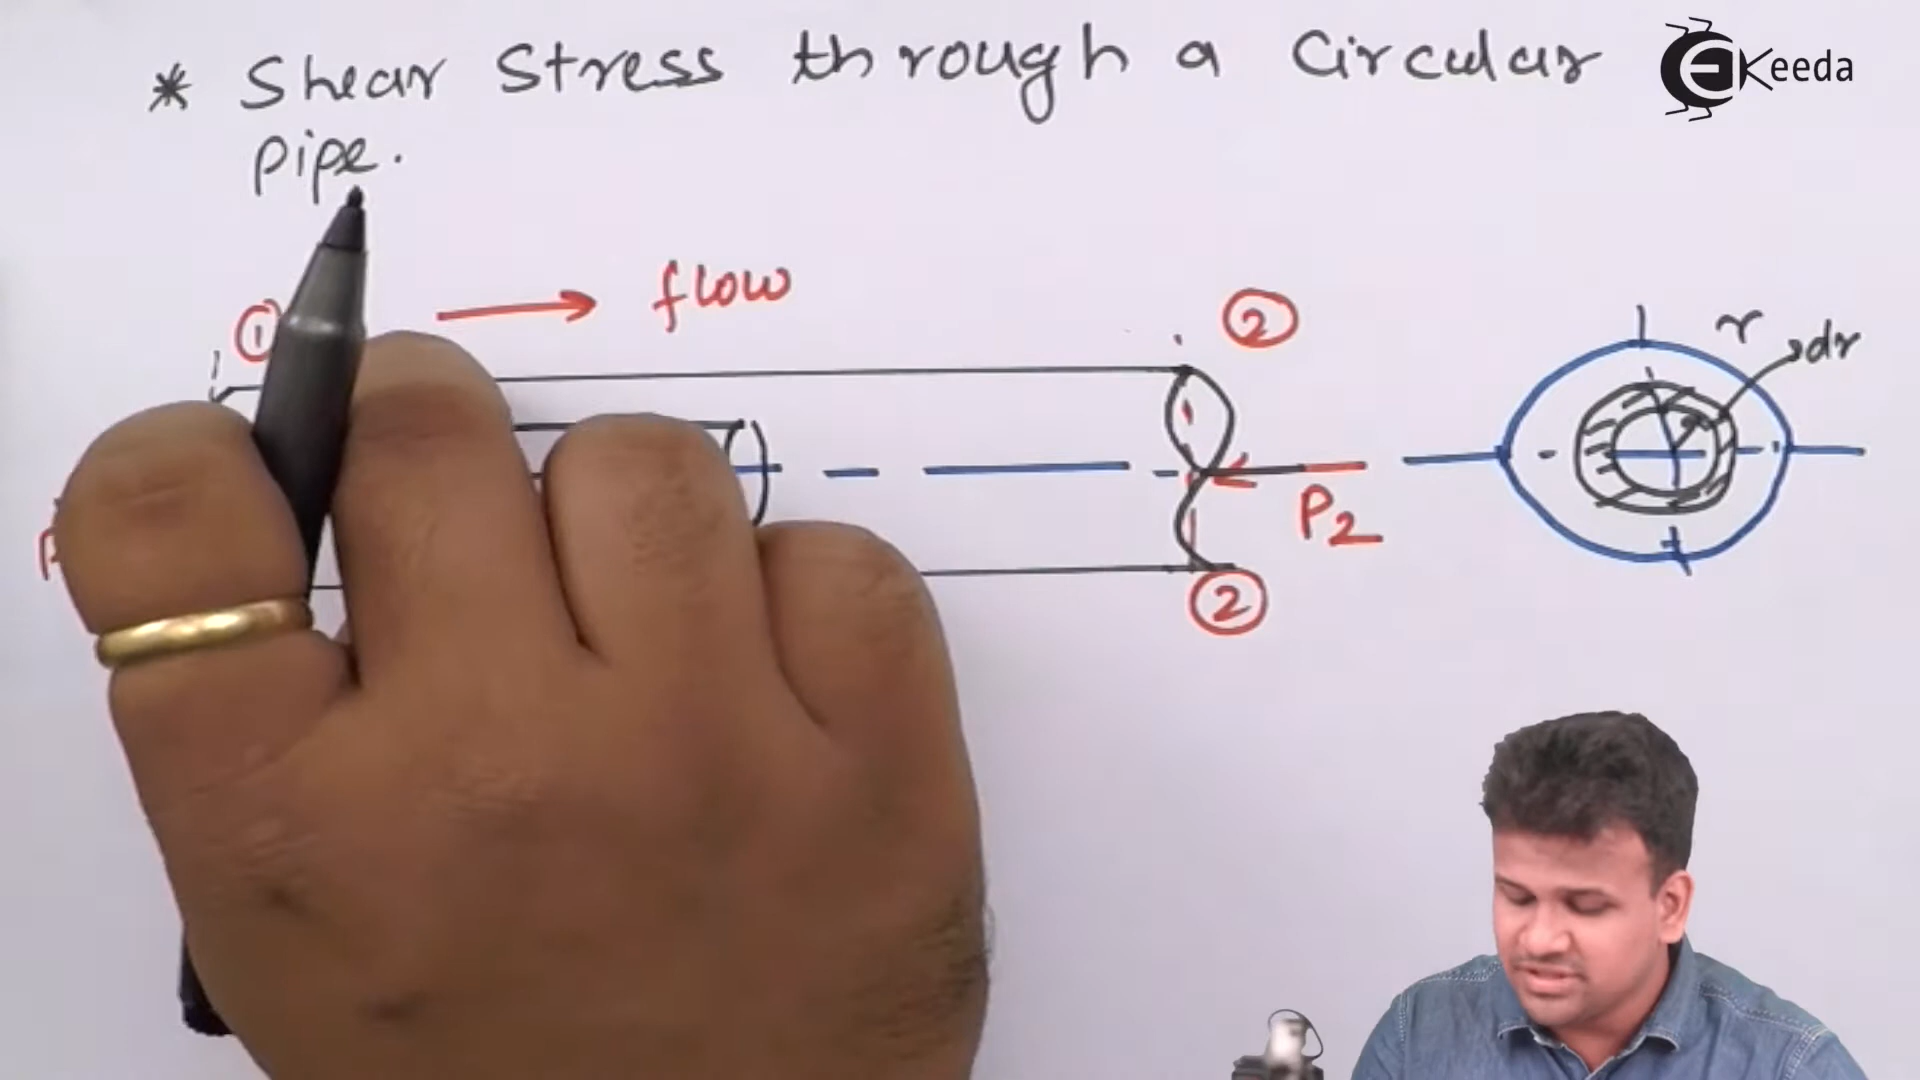 * Shear Stress through a Circular
pipe.
EKeeda
flow
①
②
r
dr
P2
②